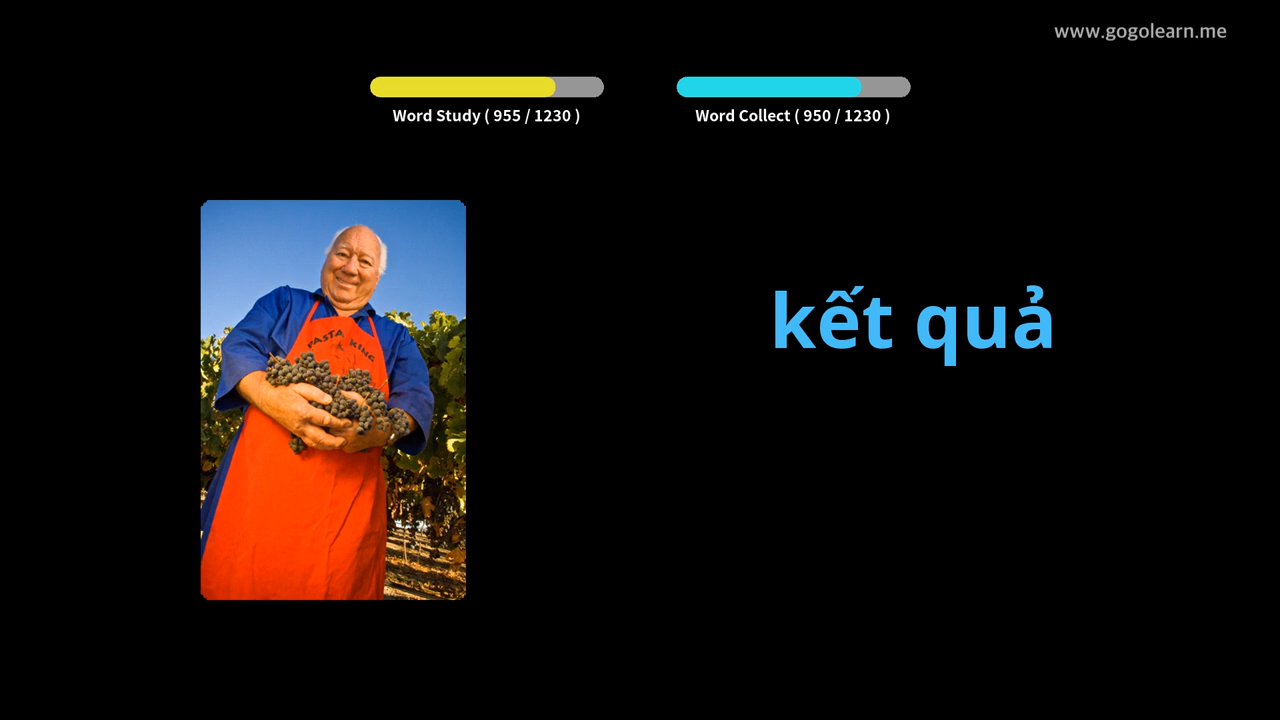 www.gogolearn.me
Word Study ( 955 / 1230 )
Word Collect ( 950 / 1230 )
kết quả
PASTA KING